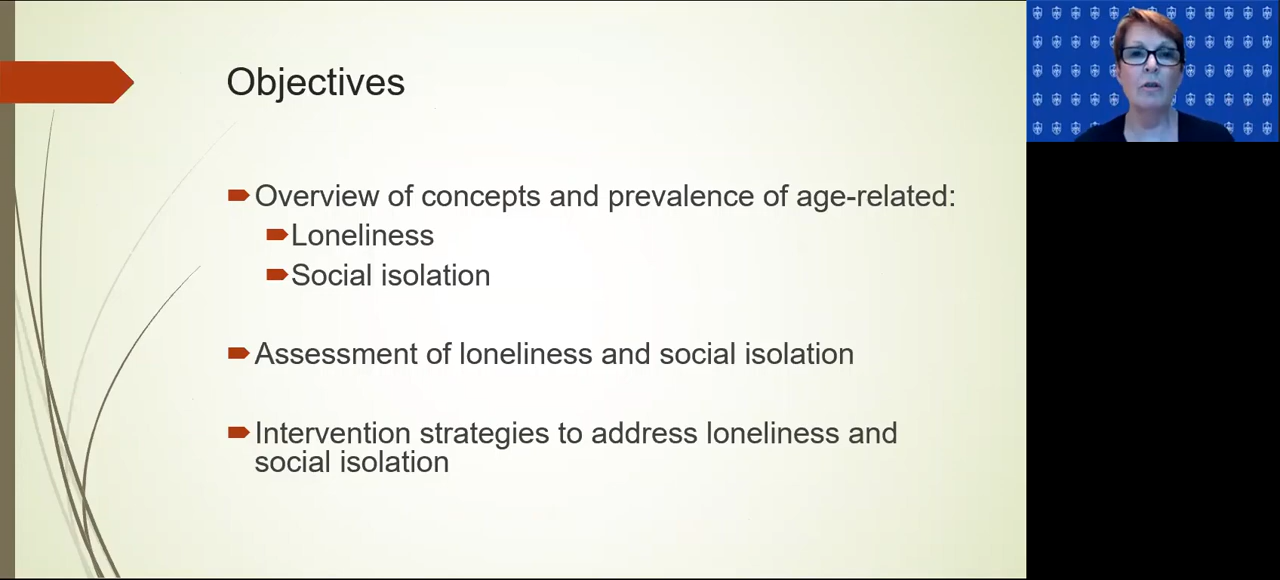 Objectives
Overview of concepts and prevalence of age-related:
Loneliness
Social isolation
Assessment of loneliness and social isolation
Intervention strategies to address loneliness and
social isolation